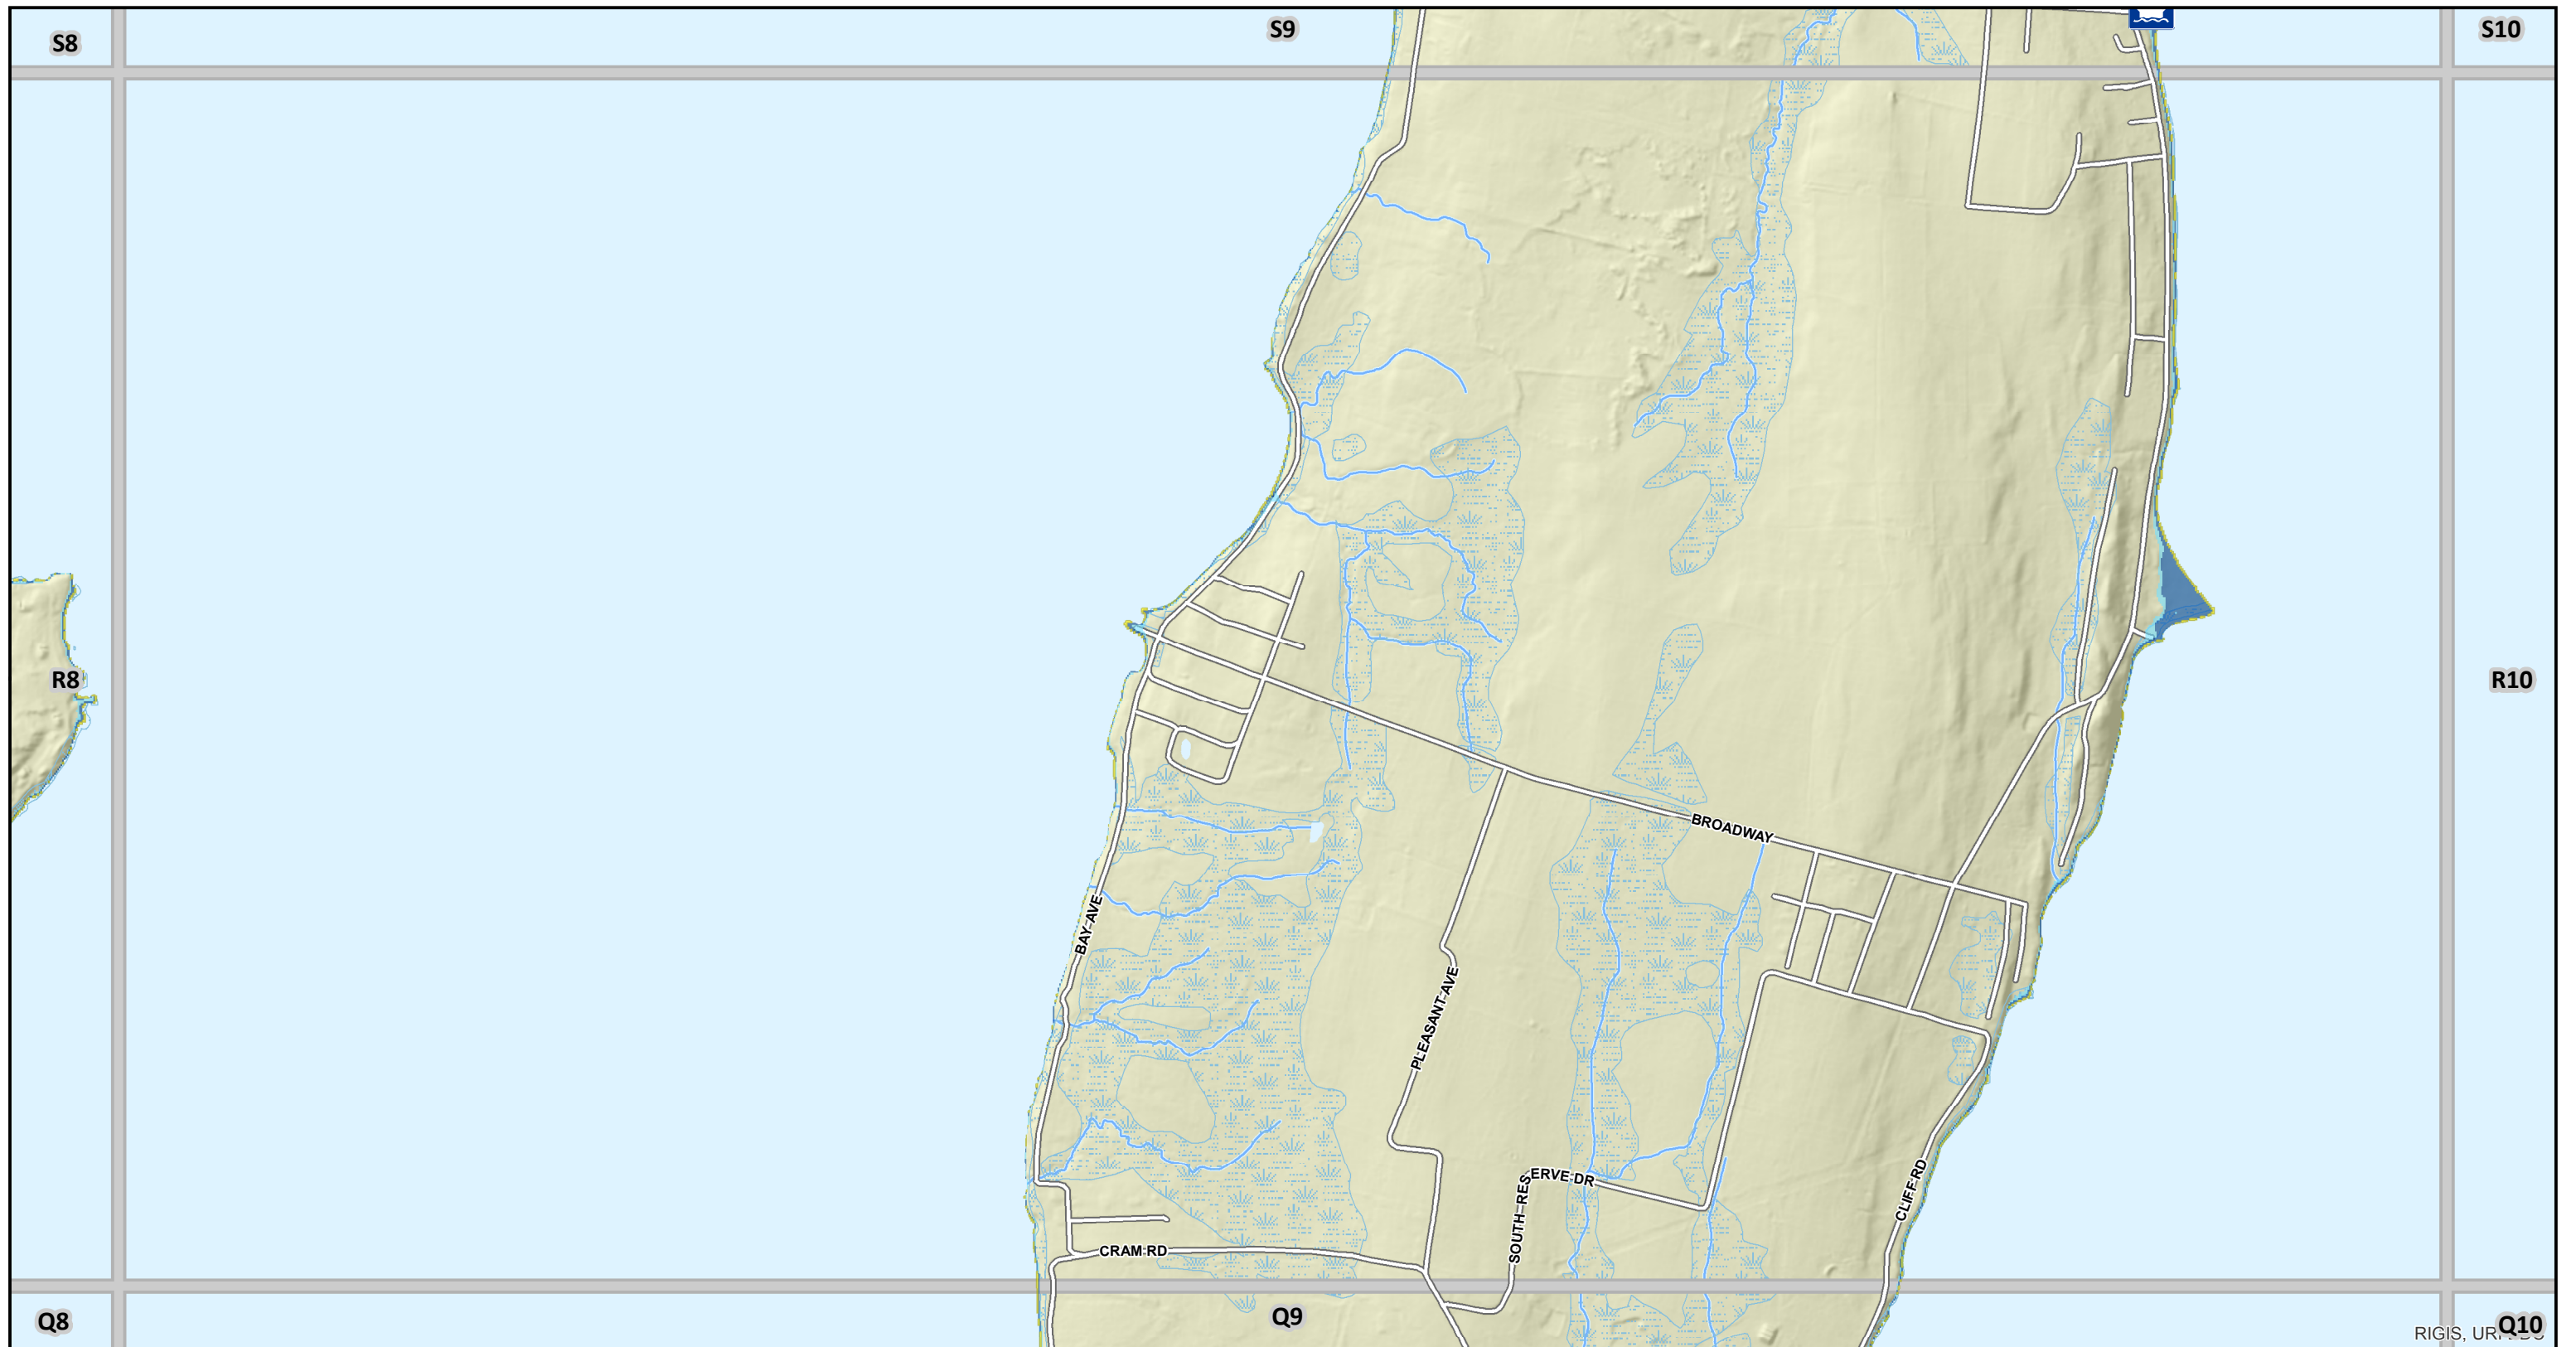 S8
S9
S10
R8
R10
BROADWAY
BAY AVE
PLEASANT AVE
SOUTH RESERVE DR
CLIFF RD
CRAM RD
Q8
Q9
Q10
RIGIS,